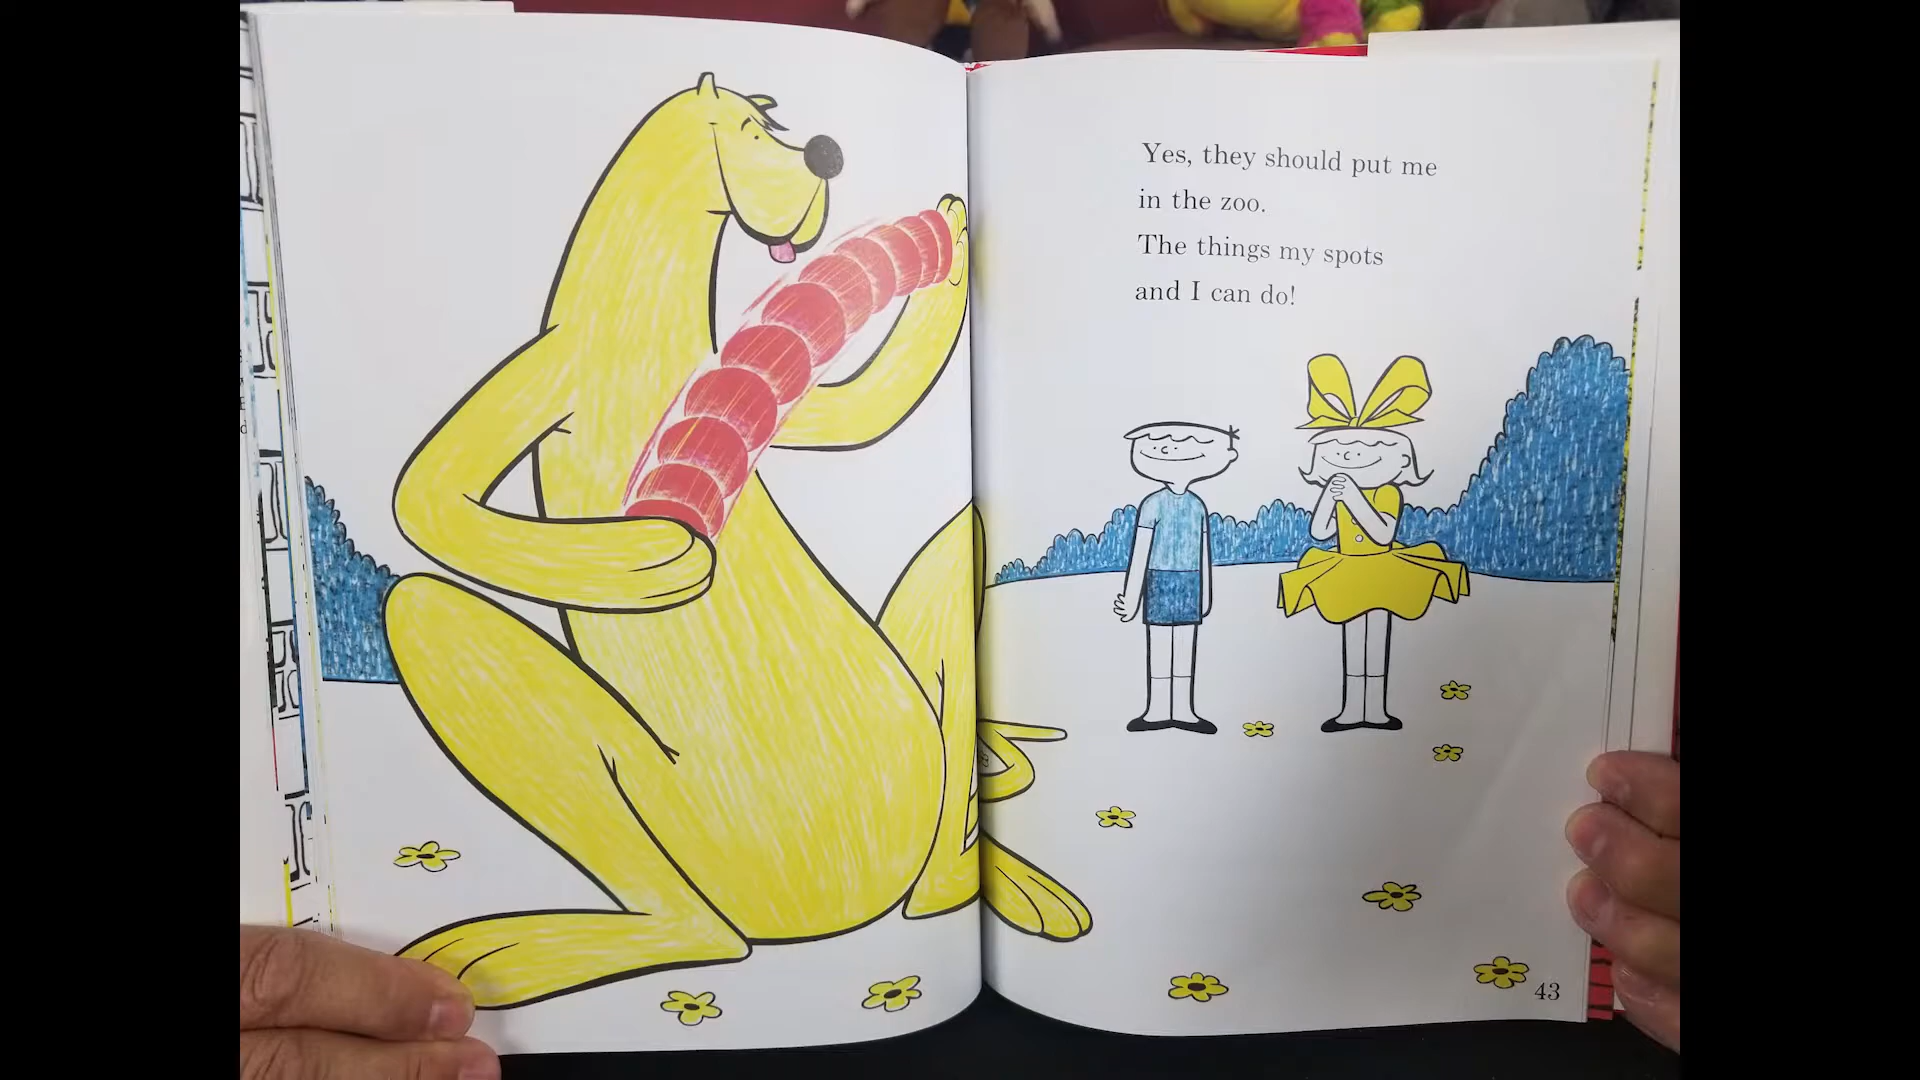 Yes, they should put me
in the zoo.
The things my spots
and I can do!
43